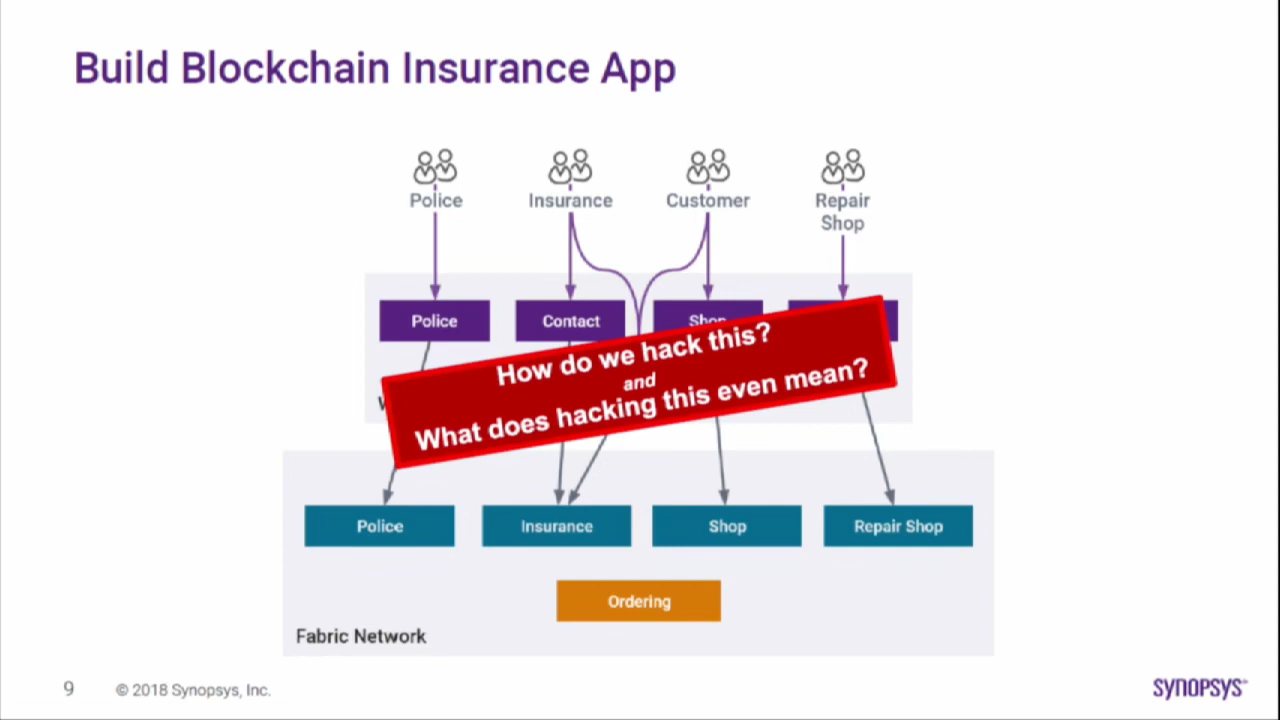 Build Blockchain Insurance App
Police
Insurance
Customer
Repair
Shop
Police
Contact
Shop
How do we hack this?
and
What does hacking this even mean?
Police
Insurance
Shop
Repair Shop
Ordering
Fabric Network
9
© 2018 Synopsys, Inc.
SYNOPSYS